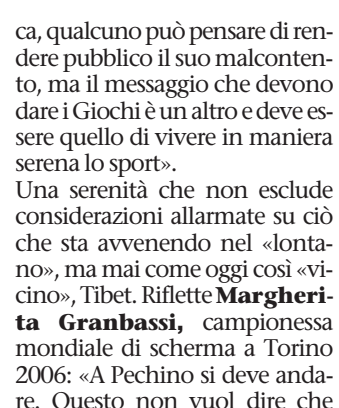 ca, qualcuno può pensare di ren-
dere pubblico il suo malconten-
to, ma il messaggio che devono
dare i Giochi è un altro e deve es-
sere quello di vivere in maniera
serena lo sport».
Una serenità che non esclude
considerazioni allarmate su ciò
che sta avvenendo nel «lonta-
no», ma mai come oggi così «vi-
cino», Tibet. Riflette Margheri-
ta Granbassi, campionessa
mondiale di scherma a Torino
2006: «A Pechino si deve anda-
re. Questo non vuol dire che